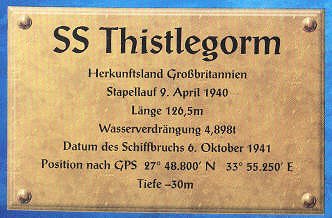 SS Thistlegorm
Herkunftsland Großbritannien
Stapellauf 9. April 1940
Länge 126,5m
Wasserverdrängung 4,898t
Datum des Schiffbruchs 6. Oktober 1941
Position nach GPS 27° 48.800' N 33° 55.250' E
Tiefe –30m